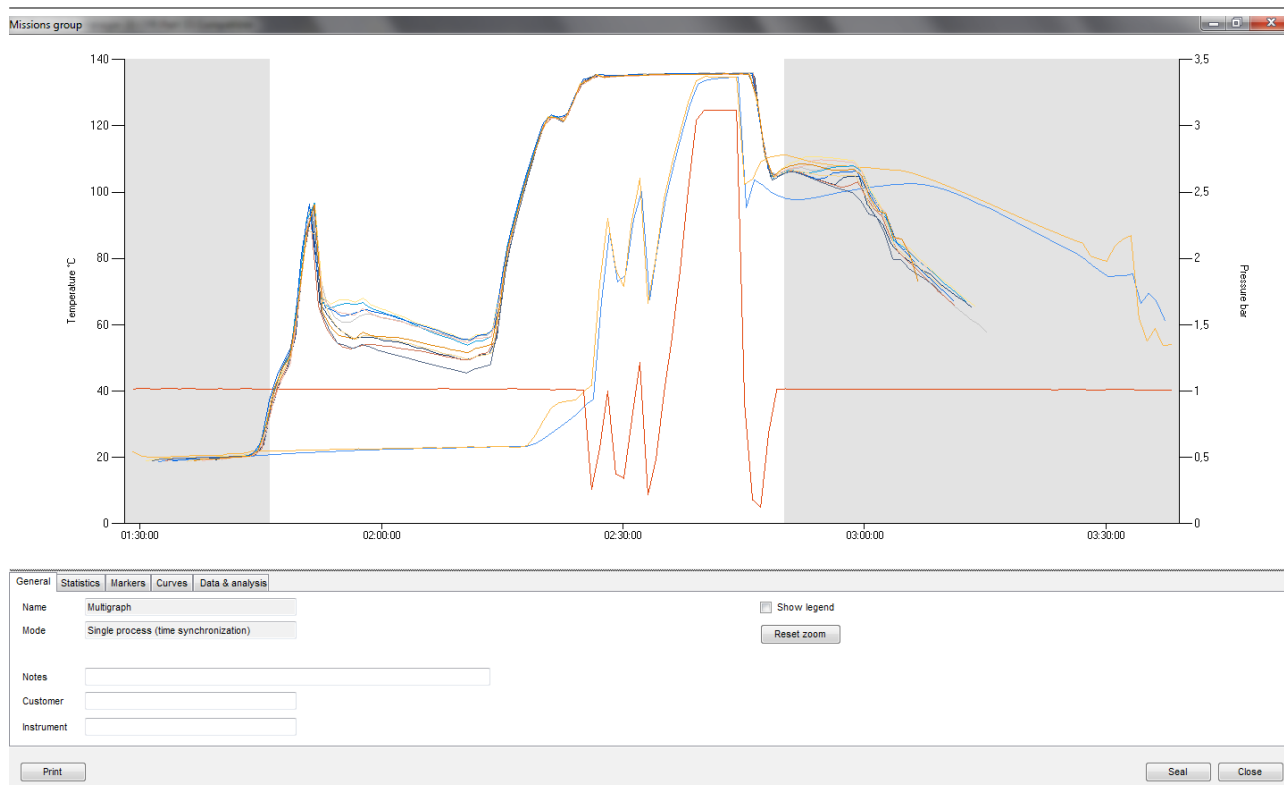 Missions group
140
120
100
80
60
40
20
0
Temperature °C
3,5
3
2,5
2
1,5
1
0,5
0
Pressure bar
01:30:00 02:00:00 02:30:00 03:00:00 03:30:00
General Statistics Markers Curves Data & analysis
Name Multigraph
Show legend
Mode Single process (time synchronization)
Reset zoom
Notes
Customer
Instrument
Print Seal Close